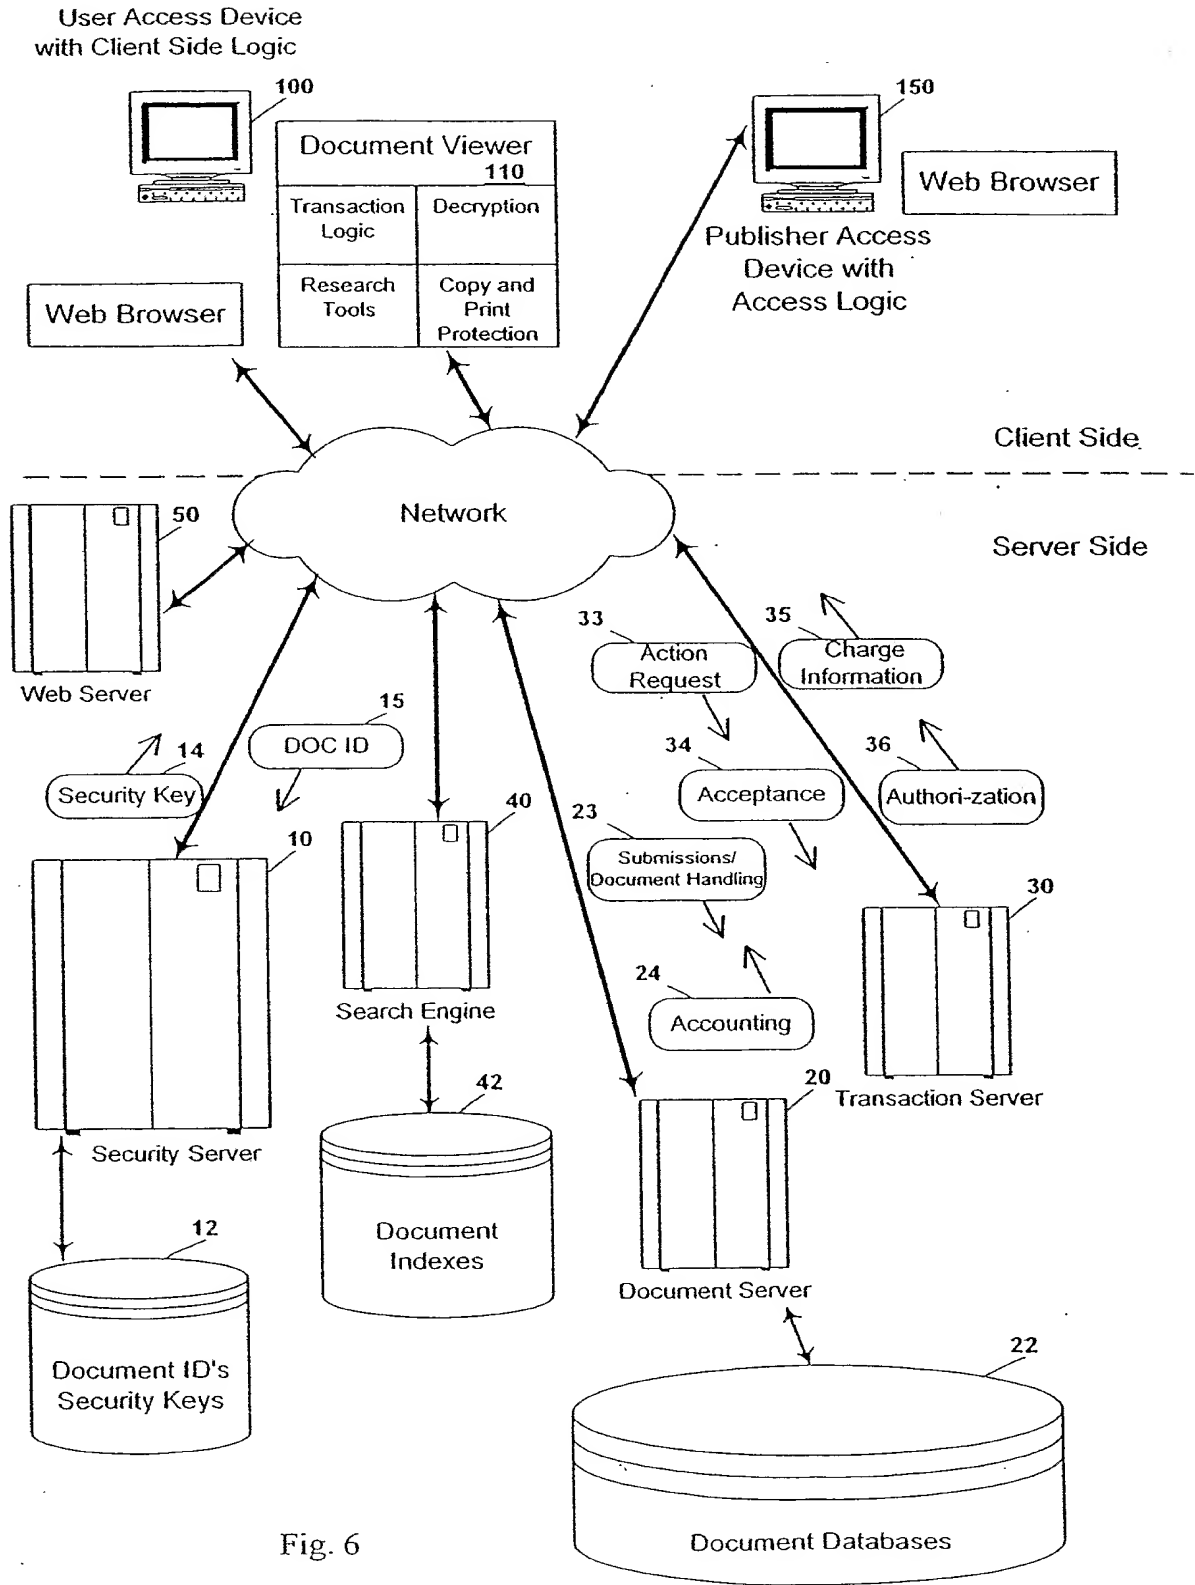 User Access Device
with Client Side Logic
100
150
Document Viewer
110
Transaction
Logic
Decryption
Research
Tools
Copy and
Print
Protection
Web Browser
Web Browser
Publisher Access
Device with
Access Logic
Client Side
Network
Server Side
50
Web Server
33
Action
Request
35
Charge
Information
15
DOC ID
14
Security Key
34
Acceptance
36
Authori-zation
10
40
23
Submissions/
Document Handling
30
24
Accounting
Search Engine
20
Transaction Server
42
Security Server
Document
Indexes
12
Document Server
Document ID's
Security Keys
22
Document Databases
Fig. 6